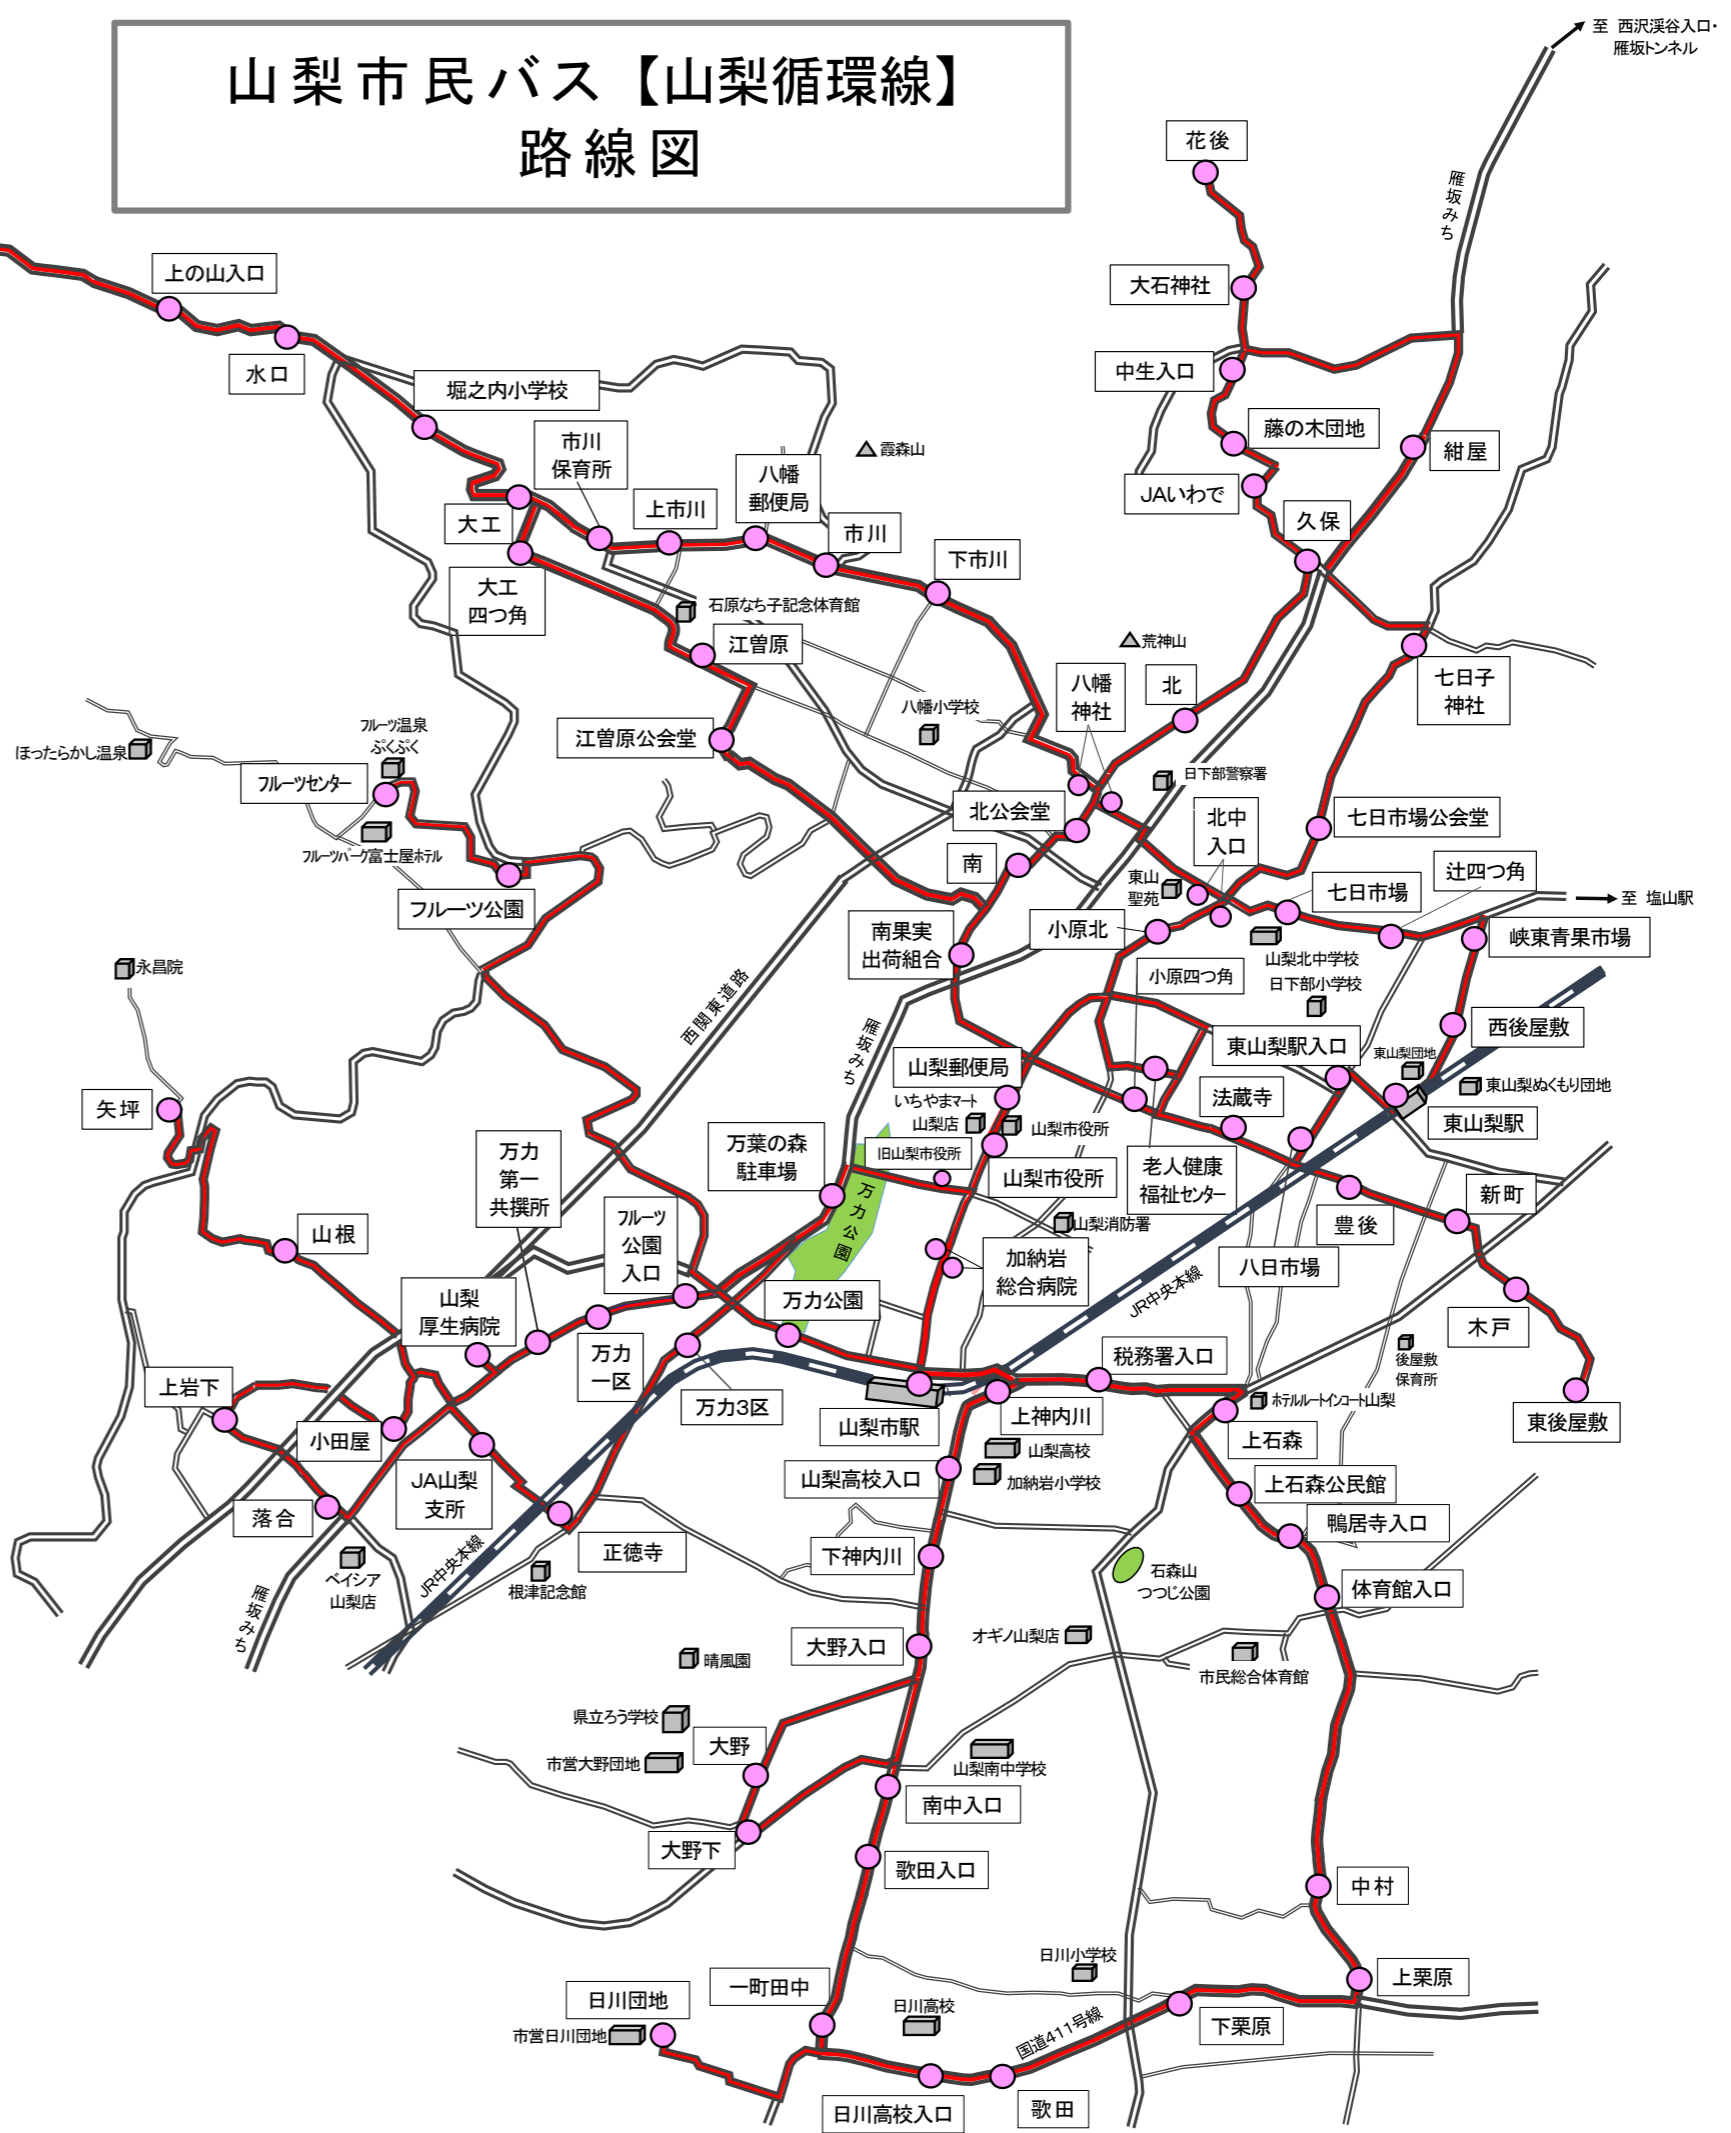 山梨市民バス【山梨循環線】
路線図
至 西沢渓谷入口・
雁坂トンネル
雁坂みち
花後
大石神社
上の山入口
水口
堀之内小学校
中生入口
市川
保育所
藤の木団地
紺屋
霞森山
八幡
郵便局
JAいわで
大工
上市川
市川
久保
下市川
大工
四つ角
石原なち子記念体育館
江曽原
荒神山
八幡
神社
北
七日子
神社
八幡小学校
江曽原公会堂
フルーツ温泉
ぷくぷく
ほったらかし温泉
フルーツセンター
日下部警察署
北公会堂
北中
入口
七日市場公会堂
フルーツパーク富士屋ホテル
南
東山
聖苑
七日市場
辻四つ角
至 塩山駅
フルーツ公園
南果実
出荷組合
小原北
峡東青果市場
山梨北中学校
永昌院
小原四つ角
日下部小学校
西関東道路
雁坂みち
西後屋敷
東山梨駅入口
東山梨団地
山梨郵便局
東山梨ぬくもり団地
矢坪
いちやまマート
山梨店
法蔵寺
東山梨駅
山梨市役所
万葉の森
駐車場
旧山梨市役所
万力
第一
共撰所
山梨市役所
老人健康
福祉センター
新町
万力公園
山梨消防署
フルーツ
公園
入口
豊後
山根
加納岩
総合病院
八日市場
JR中央本線
山梨
厚生病院
万力公園
木戸
万力
一区
税務署入口
後屋敷
保育所
上岩下
万力3区
山梨市駅
上神内川
ホテルルートインコート山梨
東後屋敷
小田屋
山梨高校
上石森
JA山梨
支所
山梨高校入口
加納岩小学校
上石森公民館
落合
鴨居寺入口
正徳寺
下神内川
JR中央本線
ベイシア
山梨店
根津記念館
石森山
つつじ公園
体育館入口
雁坂みち
大野入口
オギノ山梨店
晴風園
市民総合体育館
県立ろう学校
大野
市営大野団地
山梨南中学校
南中入口
大野下
歌田入口
中村
日川小学校
一町田中
上栗原
日川団地
日川高校
市営日川団地
国道411号線
下栗原
日川高校入口
歌田